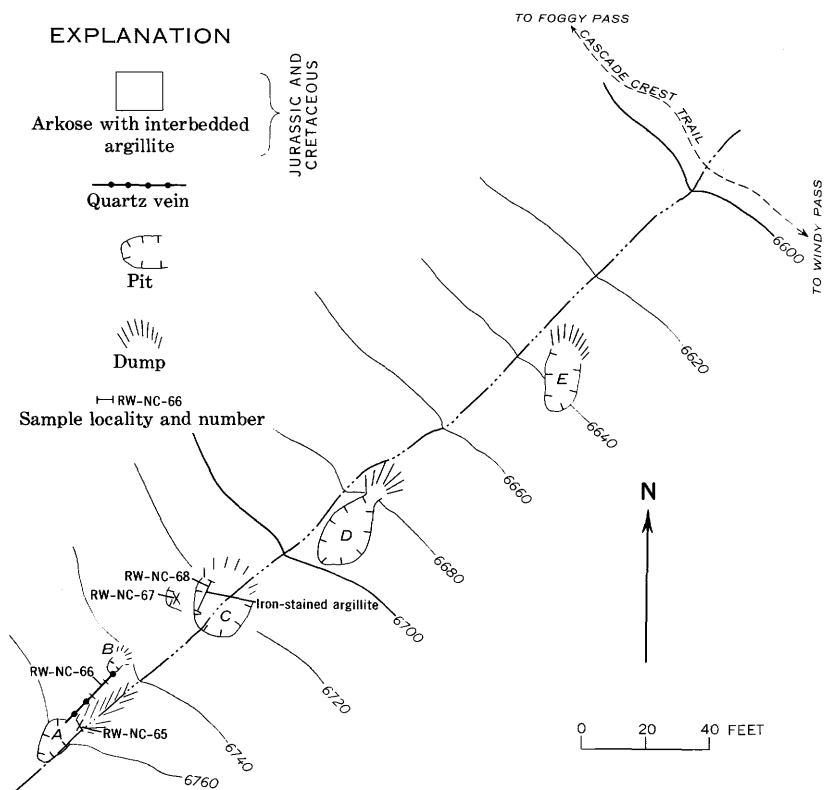 EXPLANATION
Arkose with interbedded
argillite
JURASSIC AND
CRETACEOUS
Quartz vein
Pit
Dump
RW-NC-66
Sample locality and number
TO FOGGY PASS
CASCADE CREST TRAIL
TO WINDY PASS
6600
6620
E
6640
6660
D
6680
N
RW-NC-68
RW-NC-67
Iron-stained argillite
C
6700
B
RW-NC-66
6720
A
RW-NC-65
6740
6760
0 20 40 FEET